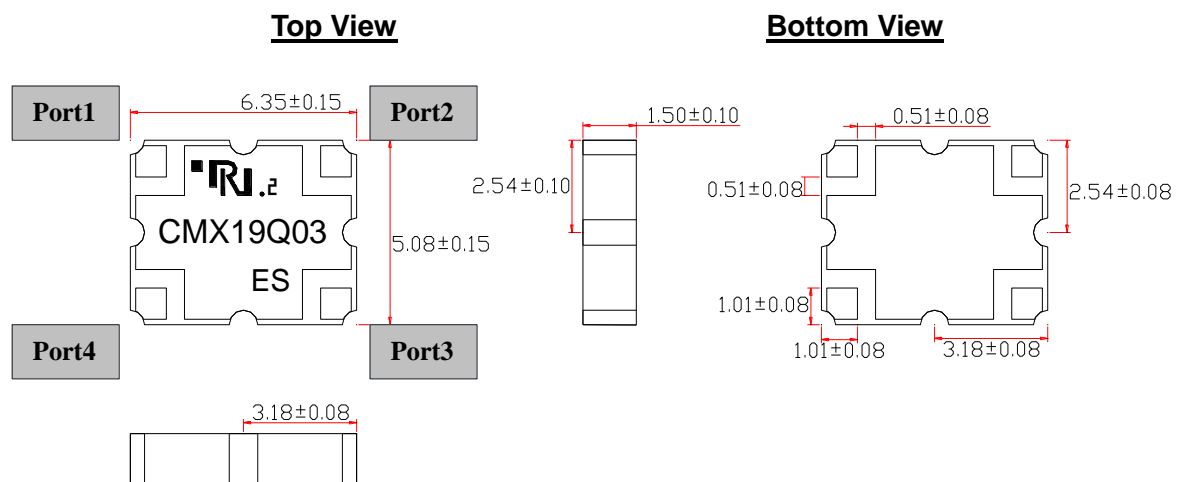 Top View
Bottom View
Port1
6.35±0.15
Port2
1.50±0.10
0.51±0.08
2.54±0.10
0.51±0.08
2.54±0.08
CMX19Q03
5.08±0.15
ES
1.01±0.08
Port4
Port3
1.01±0.08
3.18±0.08
3.18±0.08